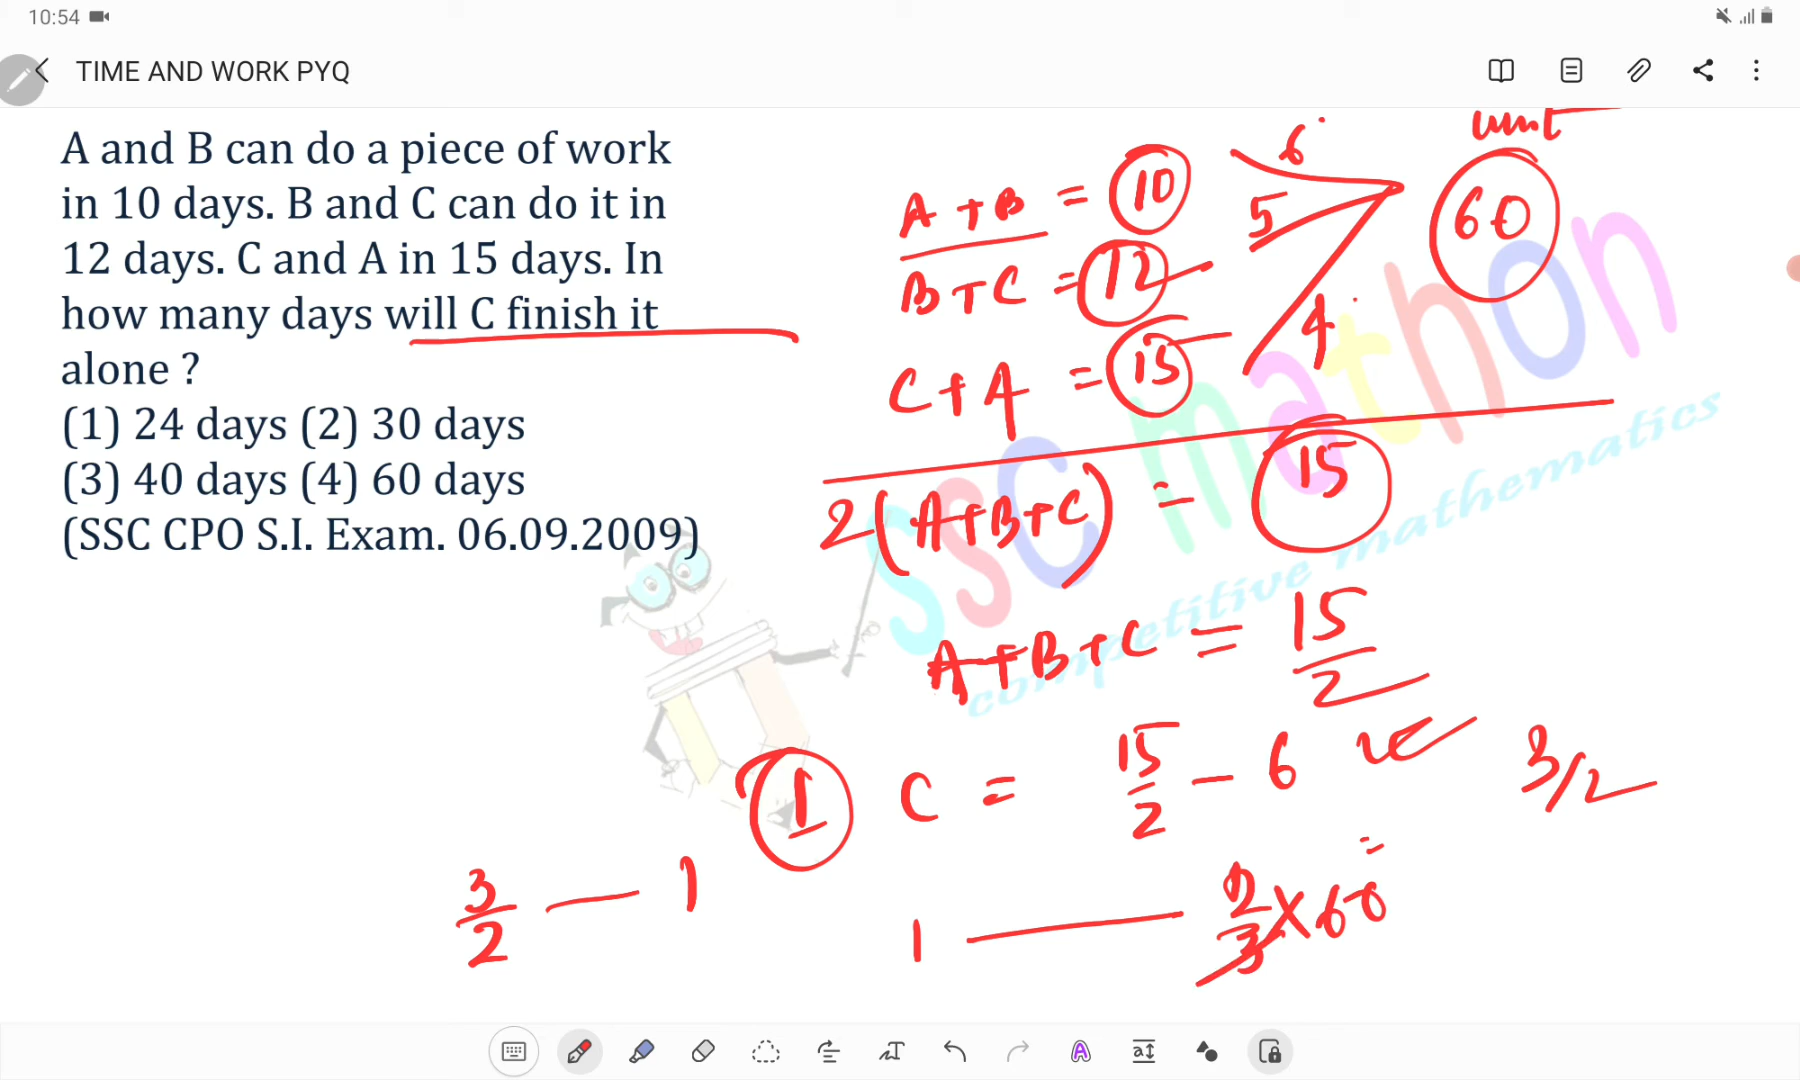 10:54
TIME AND WORK PYQ
A and B can do a piece of work
in 10 days. B and C can do it in
12 days. C and A in 15 days. In
how many days will C finish it
alone ?
(1) 24 days (2) 30 days
(3) 40 days (4) 60 days
(SSC CPO S.I. Exam. 06.09.2009)
unit
A + B = 10 6 60
B + C = 12 5
C + A = 15 4
2(A+B+C) = 15
A+B+C = 15/2
1 C = 15/2 - 6 3/2
=
3/2 — 1
1 — 2/3 × 60
SSC mathon
competitive mathematics